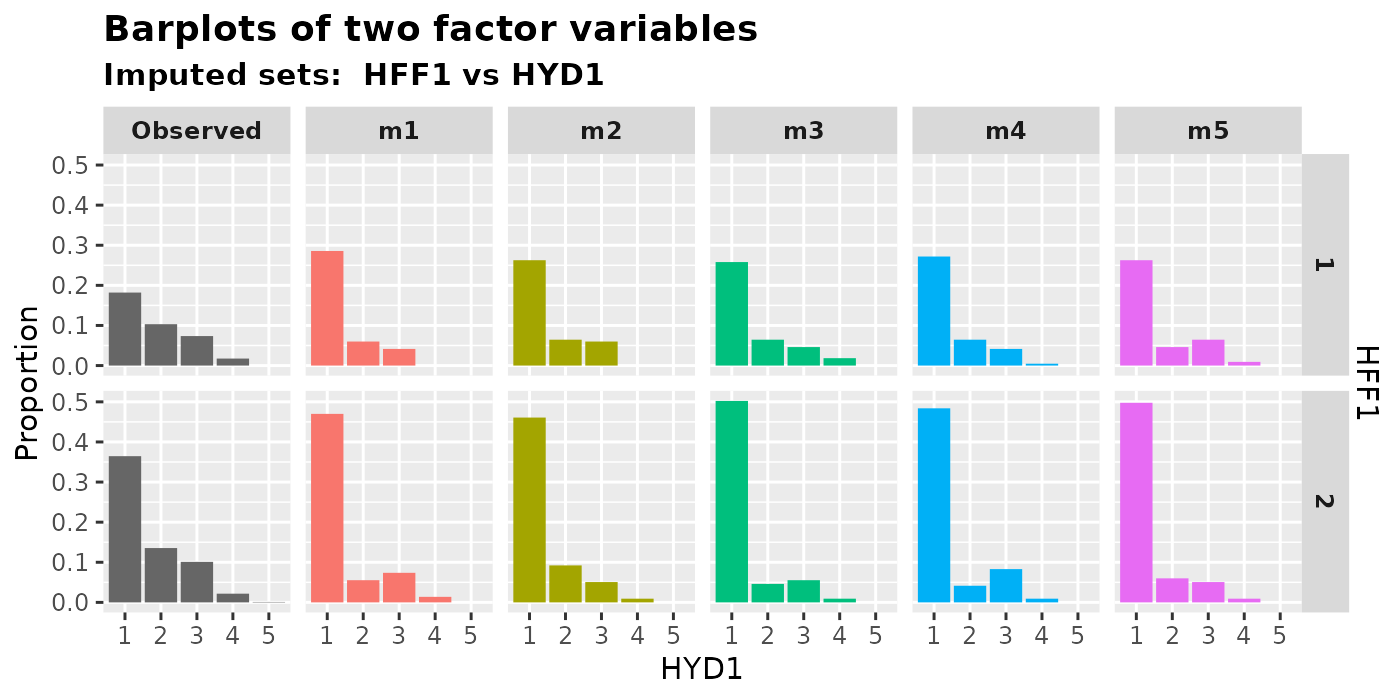 Barplots of two factor variables
Imputed sets:  HFF1 vs HYD1
Observed m1 m2 m3 m4 m5
0.5
0.4
0.3
0.2
0.1
0.0
1
0.5
0.4
0.3
0.2
0.1
0.0
2
Proportion
HFF1
1 2 3 4 5 1 2 3 4 5 1 2 3 4 5 1 2 3 4 5 1 2 3 4 5 1 2 3 4 5
HYD1